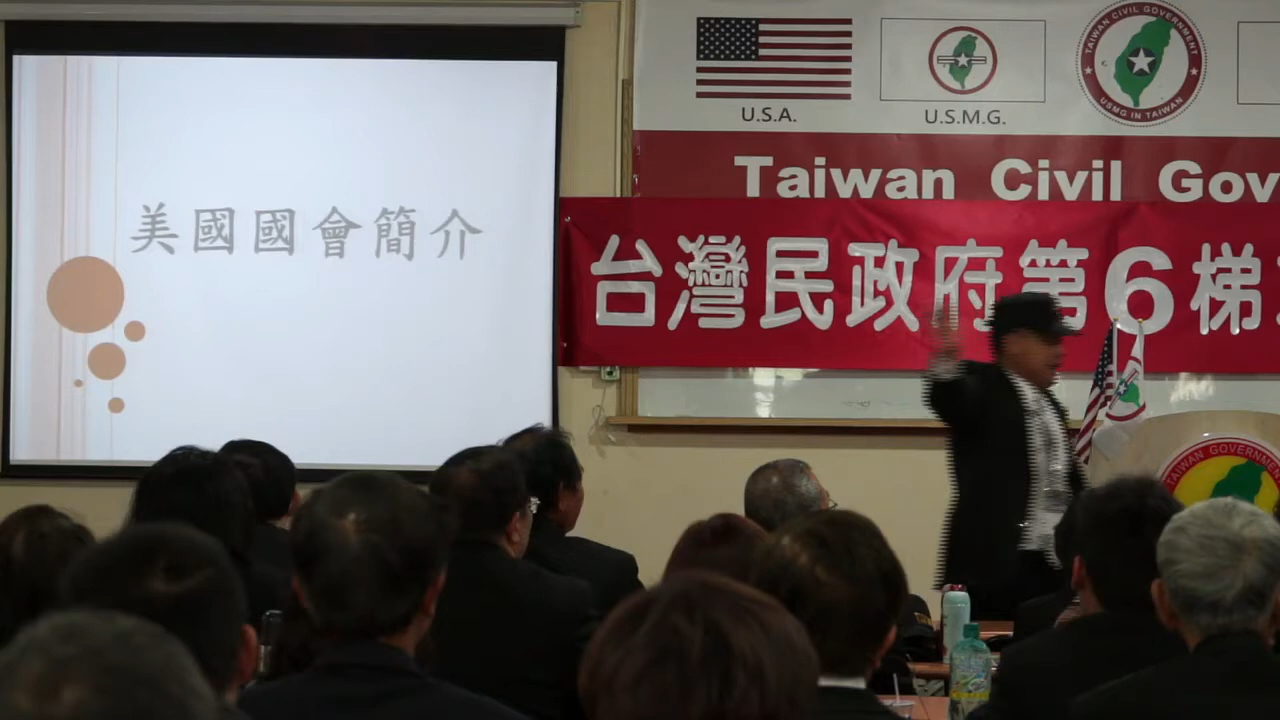 美國國會簡介
U.S.A.
U.S.M.G.
TAIWAN CIVIL GOVERNMENT
USMG IN TAIWAN
Taiwan Civil Gov
台灣民政府第6梯
TAIWAN GOVERNMENT